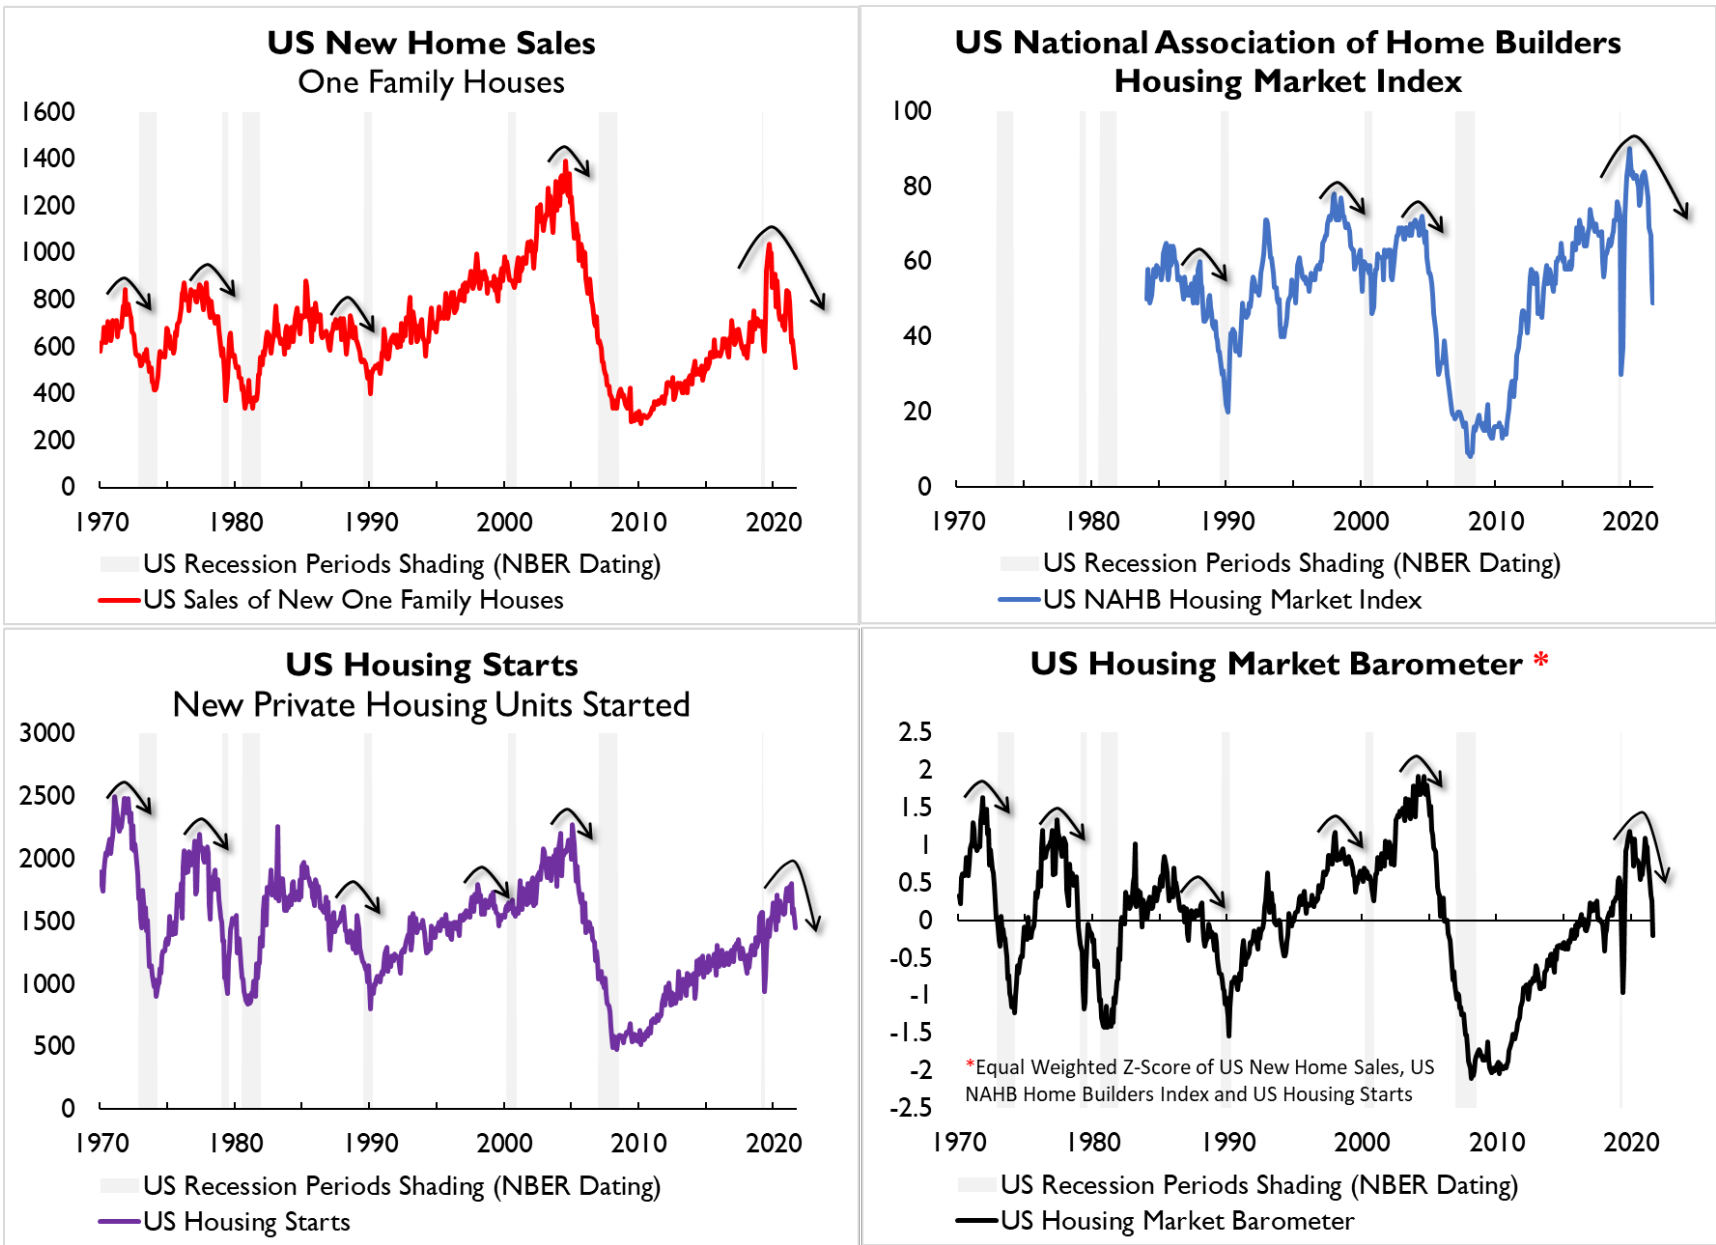 US New Home Sales
One Family Houses
1600
1400
1200
1000
800
600
400
200
0
1970 1980 1990 2000 2010 2020
US Recession Periods Shading (NBER Dating)
US Sales of New One Family Houses
US National Association of Home Builders
Housing Market Index
100
80
60
40
20
0
1970 1980 1990 2000 2010 2020
US Recession Periods Shading (NBER Dating)
US NAHB Housing Market Index
US Housing Starts
New Private Housing Units Started
3000
2500
2000
1500
1000
500
0
1970 1980 1990 2000 2010 2020
US Recession Periods Shading (NBER Dating)
US Housing Starts
US Housing Market Barometer *
2.5
2
1.5
1
0.5
0
-0.5
-1
-1.5
-2
-2.5
*Equal Weighted Z-Score of US New Home Sales, US
NAHB Home Builders Index and US Housing Starts
1970 1980 1990 2000 2010 2020
US Recession Periods Shading (NBER Dating)
US Housing Market Barometer